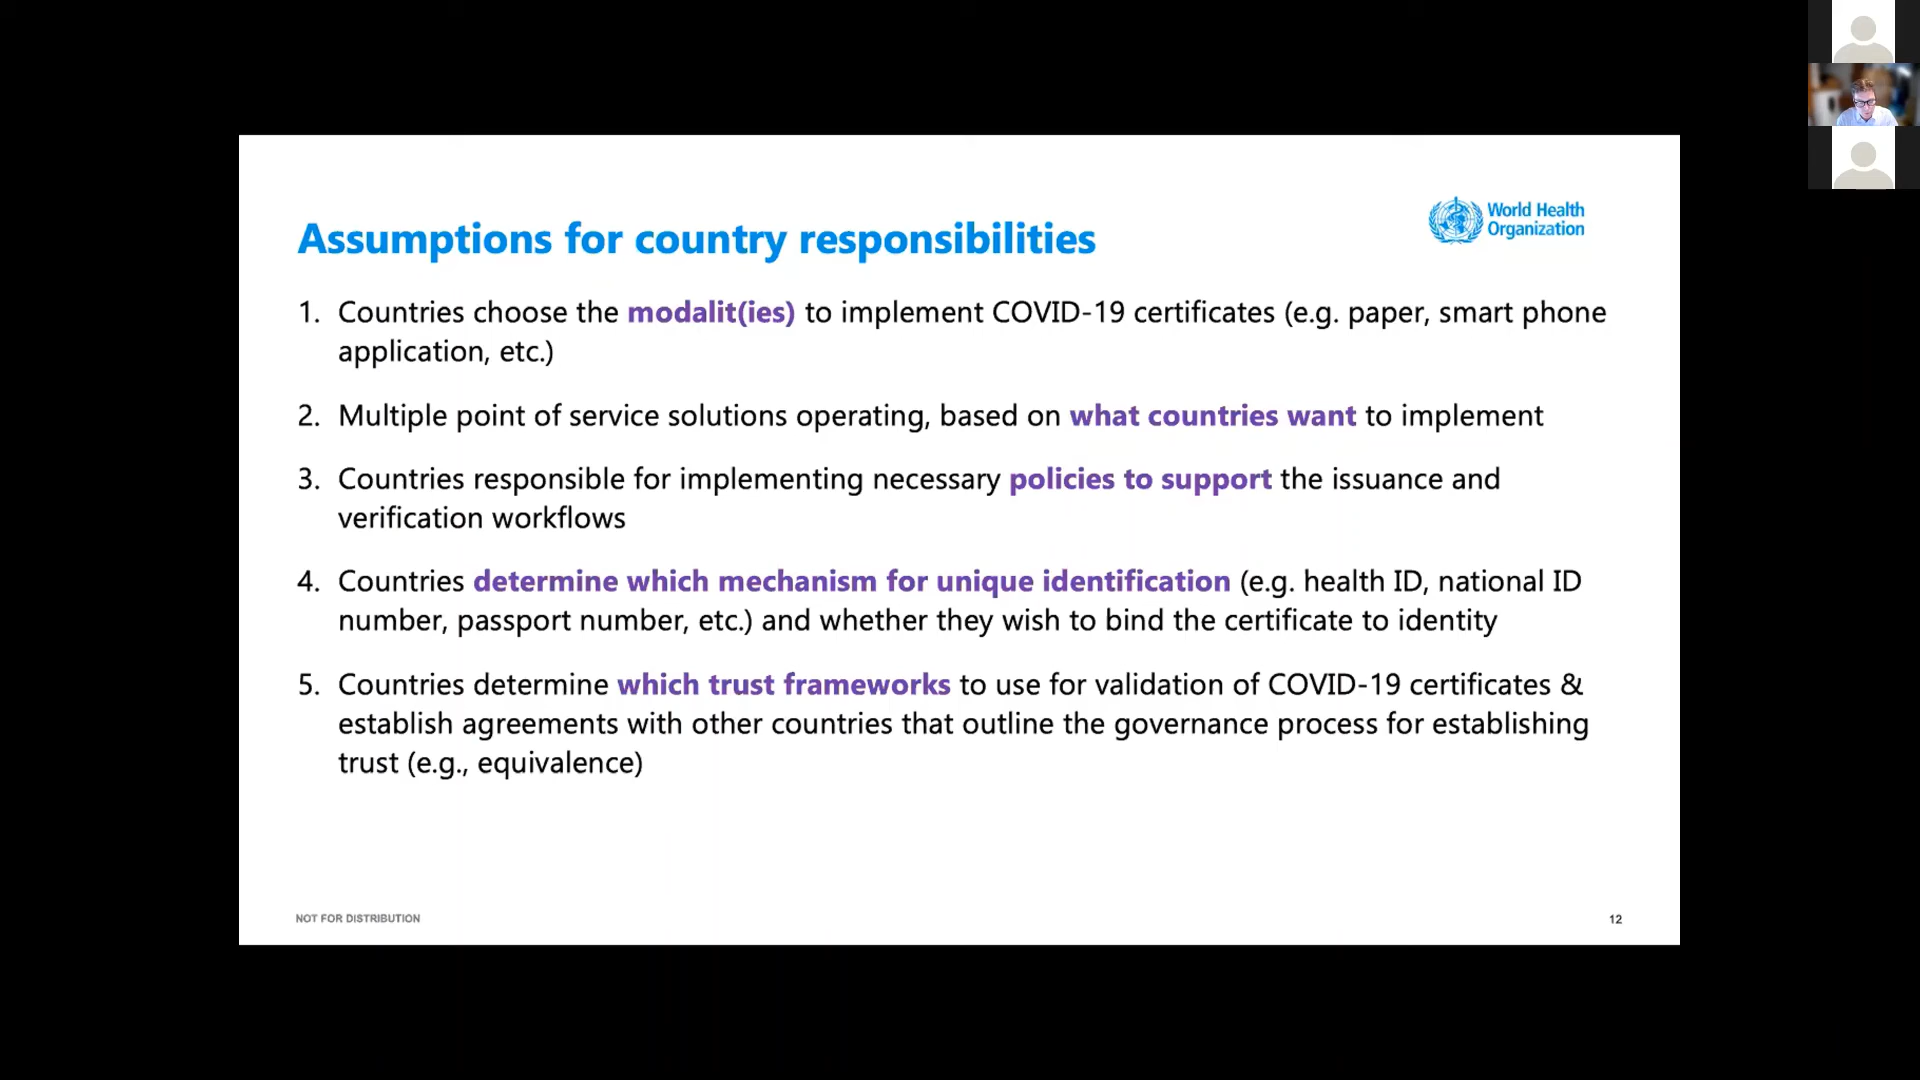 World Health
Organization
Assumptions for country responsibilities
1. Countries choose the modalit(ies) to implement COVID-19 certificates (e.g. paper, smart phone
application, etc.)
2. Multiple point of service solutions operating, based on what countries want to implement
3. Countries responsible for implementing necessary policies to support the issuance and
verification workflows
4. Countries determine which mechanism for unique identification (e.g. health ID, national ID
number, passport number, etc.) and whether they wish to bind the certificate to identity
5. Countries determine which trust frameworks to use for validation of COVID-19 certificates &
establish agreements with other countries that outline the governance process for establishing
trust (e.g., equivalence)
NOT FOR DISTRIBUTION
12